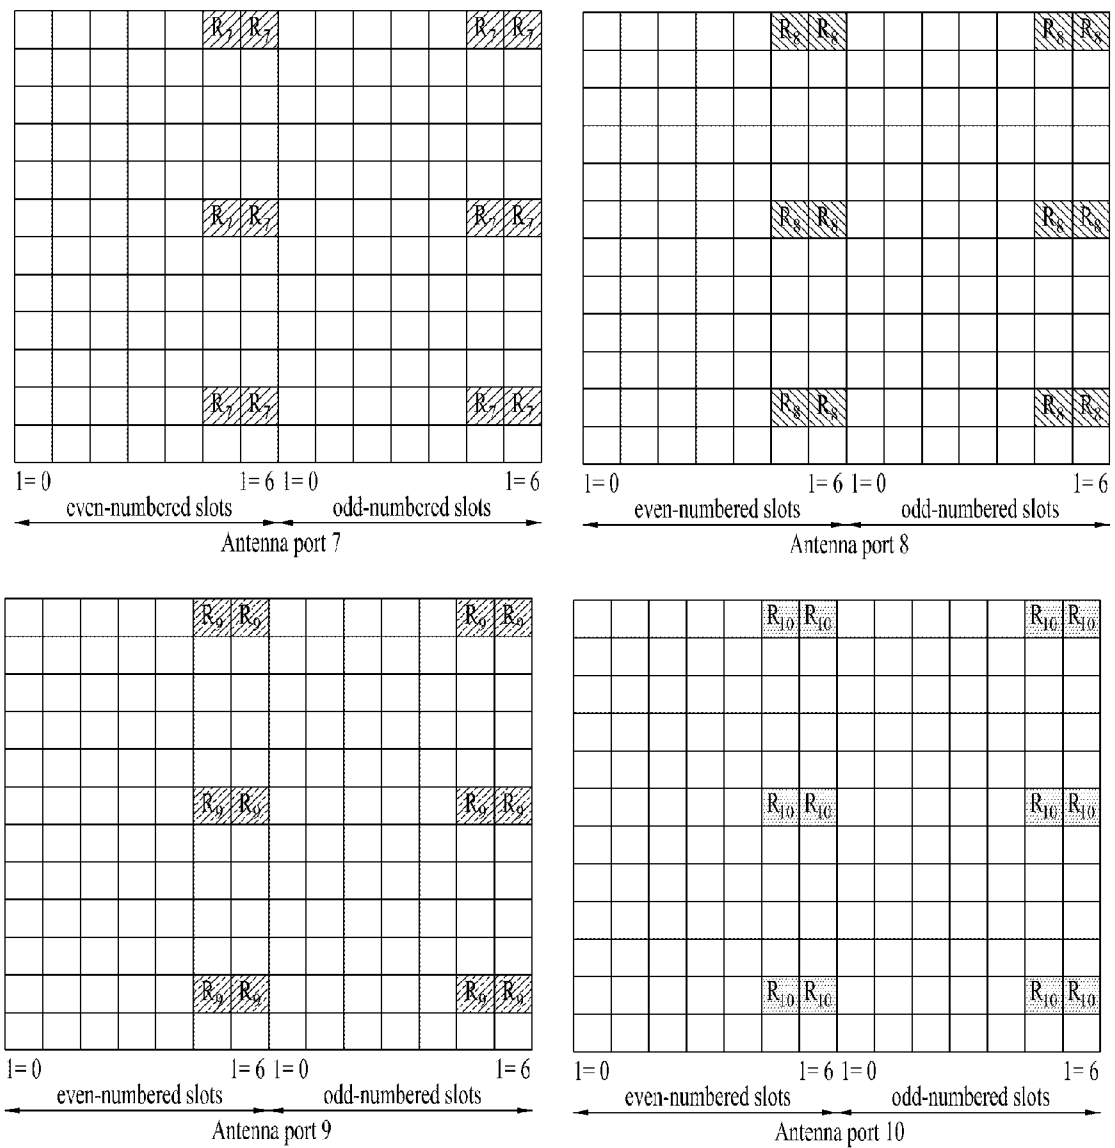 R7 R7 R7 R7 R8 R8 R8 R8
R7 R7 R7 R7 R8 R8 R8 R8
R7 R7 R7 R7 R8 R8 R8 R8
l= 0 l= 6 l= 0 l= 6 l= 0 l= 6 l= 0 l= 6
even-numbered slots odd-numbered slots even-numbered slots odd-numbered slots
Antenna port 7 Antenna port 8
R9 R9 R9 R9 R10 R10 R10 R10
R9 R9 R9 R9 R10 R10 R10 R10
R9 R9 R9 R9 R10 R10 R10 R10
l= 0 l= 6 l= 0 l= 6 l= 0 l= 6 l= 0 l= 6
even-numbered slots odd-numbered slots even-numbered slots odd-numbered slots
Antenna port 9 Antenna port 10